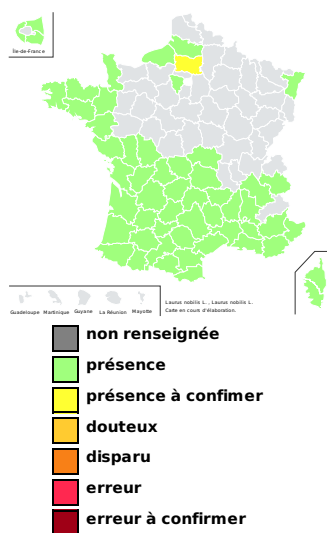 Île-de-France
Guadeloupe Martinique Guyane La Réunion Mayotte
Laurus nobilis L. , Laurus nobilis L.
Carte en cours d'élaboration.
non renseignée
présence
présence à confimer
douteux
disparu
erreur
erreur à confirmer